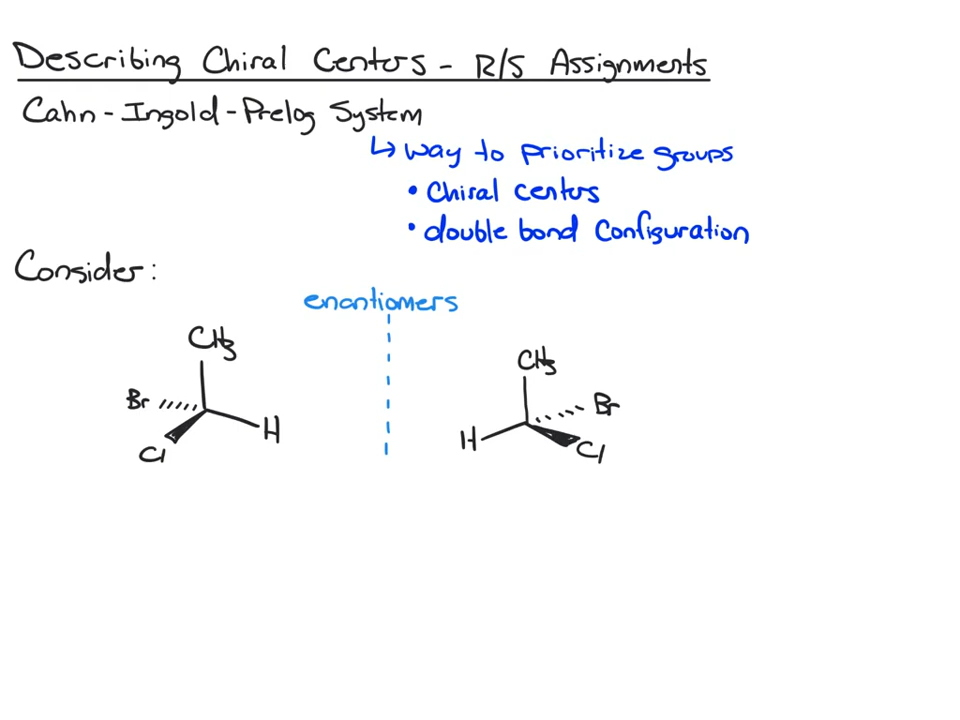 Describing Chiral Centers - R/S Assignments
Cahn-Ingold-Prelog System
↳ way to prioritize groups
• Chiral centers
• double bond Configuration
Consider:
enantiomers
CH3
Br
H
Cl
CH3
Br
H
Cl